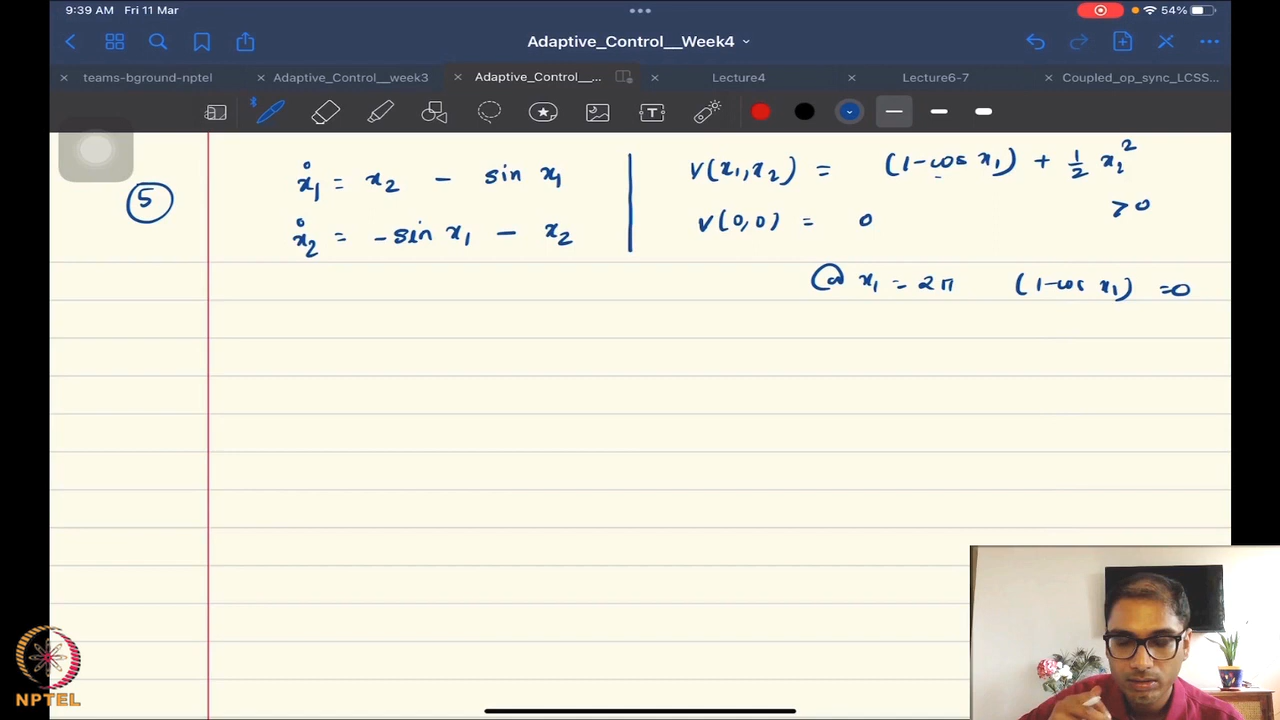 9:39 AM Fri 11 Mar
54%
Adaptive_Control__Week4
teams-bground-nptel
Adaptive_Control__week3
Adaptive_Control__...
Lecture4
Lecture6-7
Coupled_op_sync_LCSS...
T
5
ẋ₁ = x₂ - sin x₁
ẋ₂ = -sin x₁ - x₂
V(x₁,x₂) = (1-cos x₁) + ½ x₂²
> 0
V(0,0) = 0
@ x₁ = 2π (1-cos x₁) = 0
NPTEL